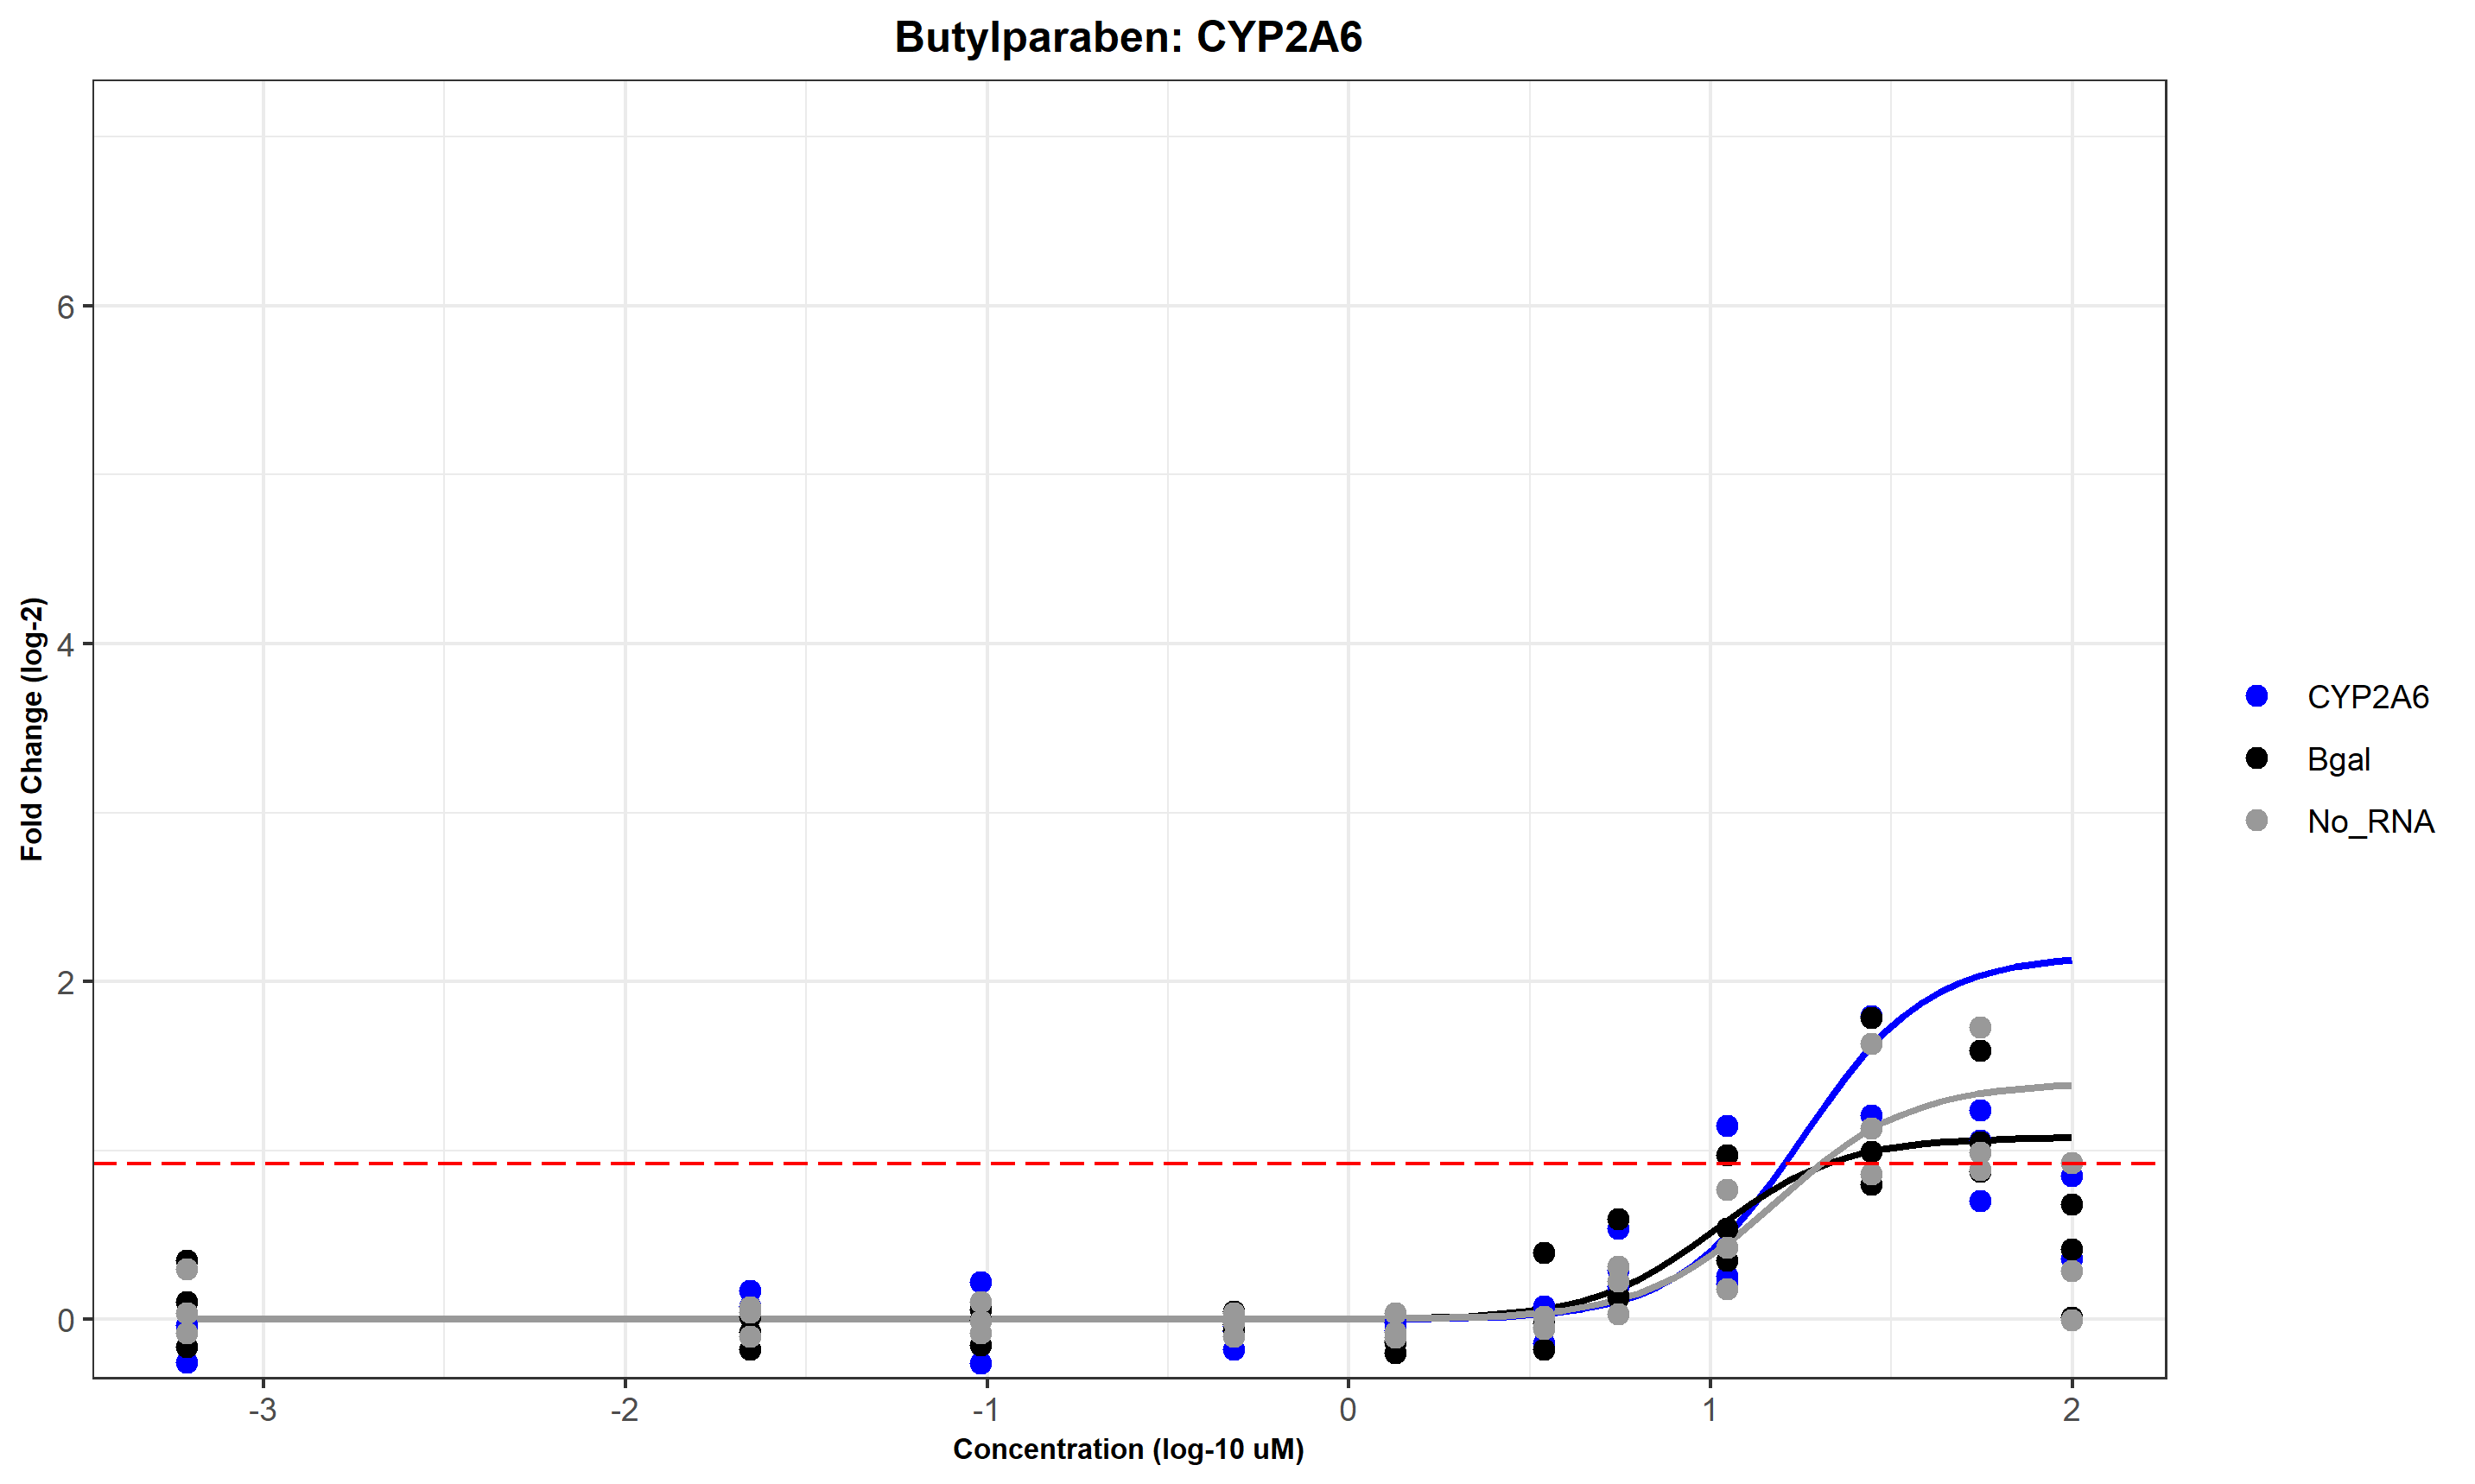 Butylparaben: CYP2A6
Fold Change (log-2)
6
4
2
0
-3
-2
-1
0
1
2
Concentration (log-10 uM)
CYP2A6
Bgal
No_RNA